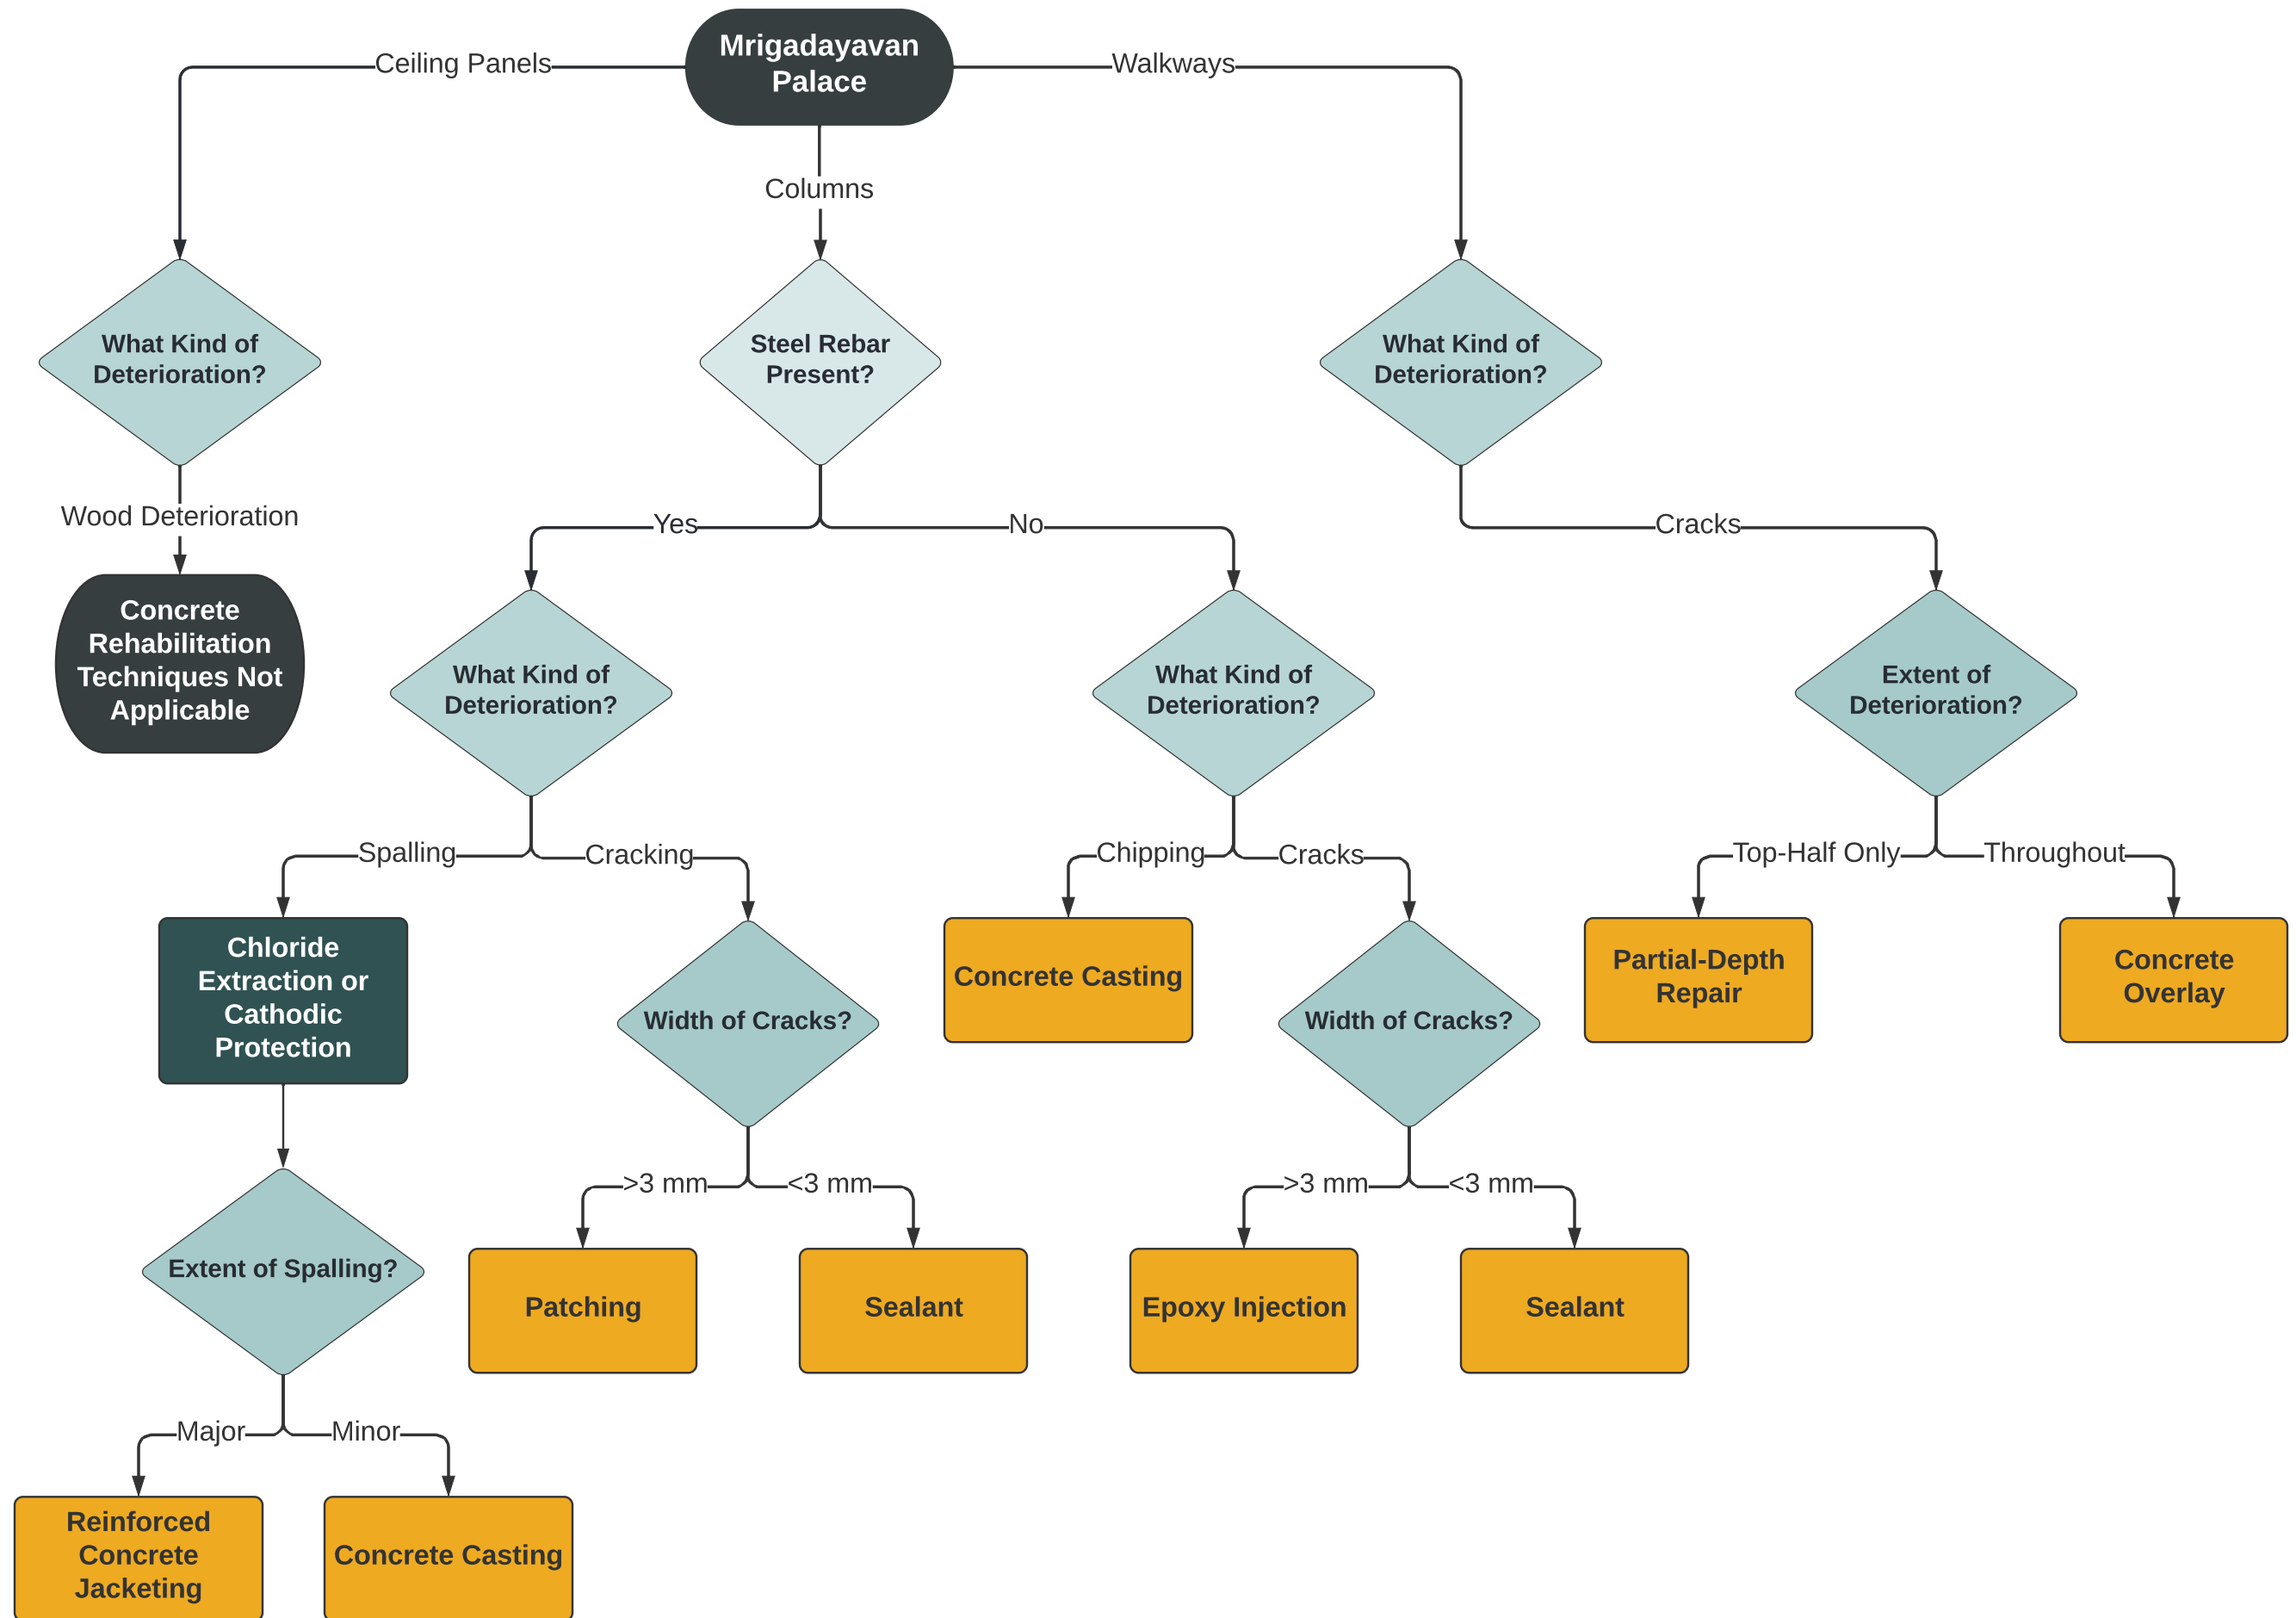 Mrigadayavan
Palace
Ceiling Panels
Walkways
Columns
What Kind of
Deterioration?
Steel Rebar
Present?
What Kind of
Deterioration?
Wood Deterioration
Yes
No
Cracks
Concrete
Rehabilitation
Techniques Not
Applicable
What Kind of
Deterioration?
What Kind of
Deterioration?
Extent of
Deterioration?
Spalling
Cracking
Chipping
Cracks
Top-Half Only
Throughout
Chloride
Extraction or
Cathodic
Protection
Width of Cracks?
Concrete Casting
Width of Cracks?
Partial-Depth
Repair
Concrete
Overlay
>3 mm
<3 mm
>3 mm
<3 mm
Extent of Spalling?
Patching
Sealant
Epoxy Injection
Sealant
Major
Minor
Reinforced
Concrete
Jacketing
Concrete Casting